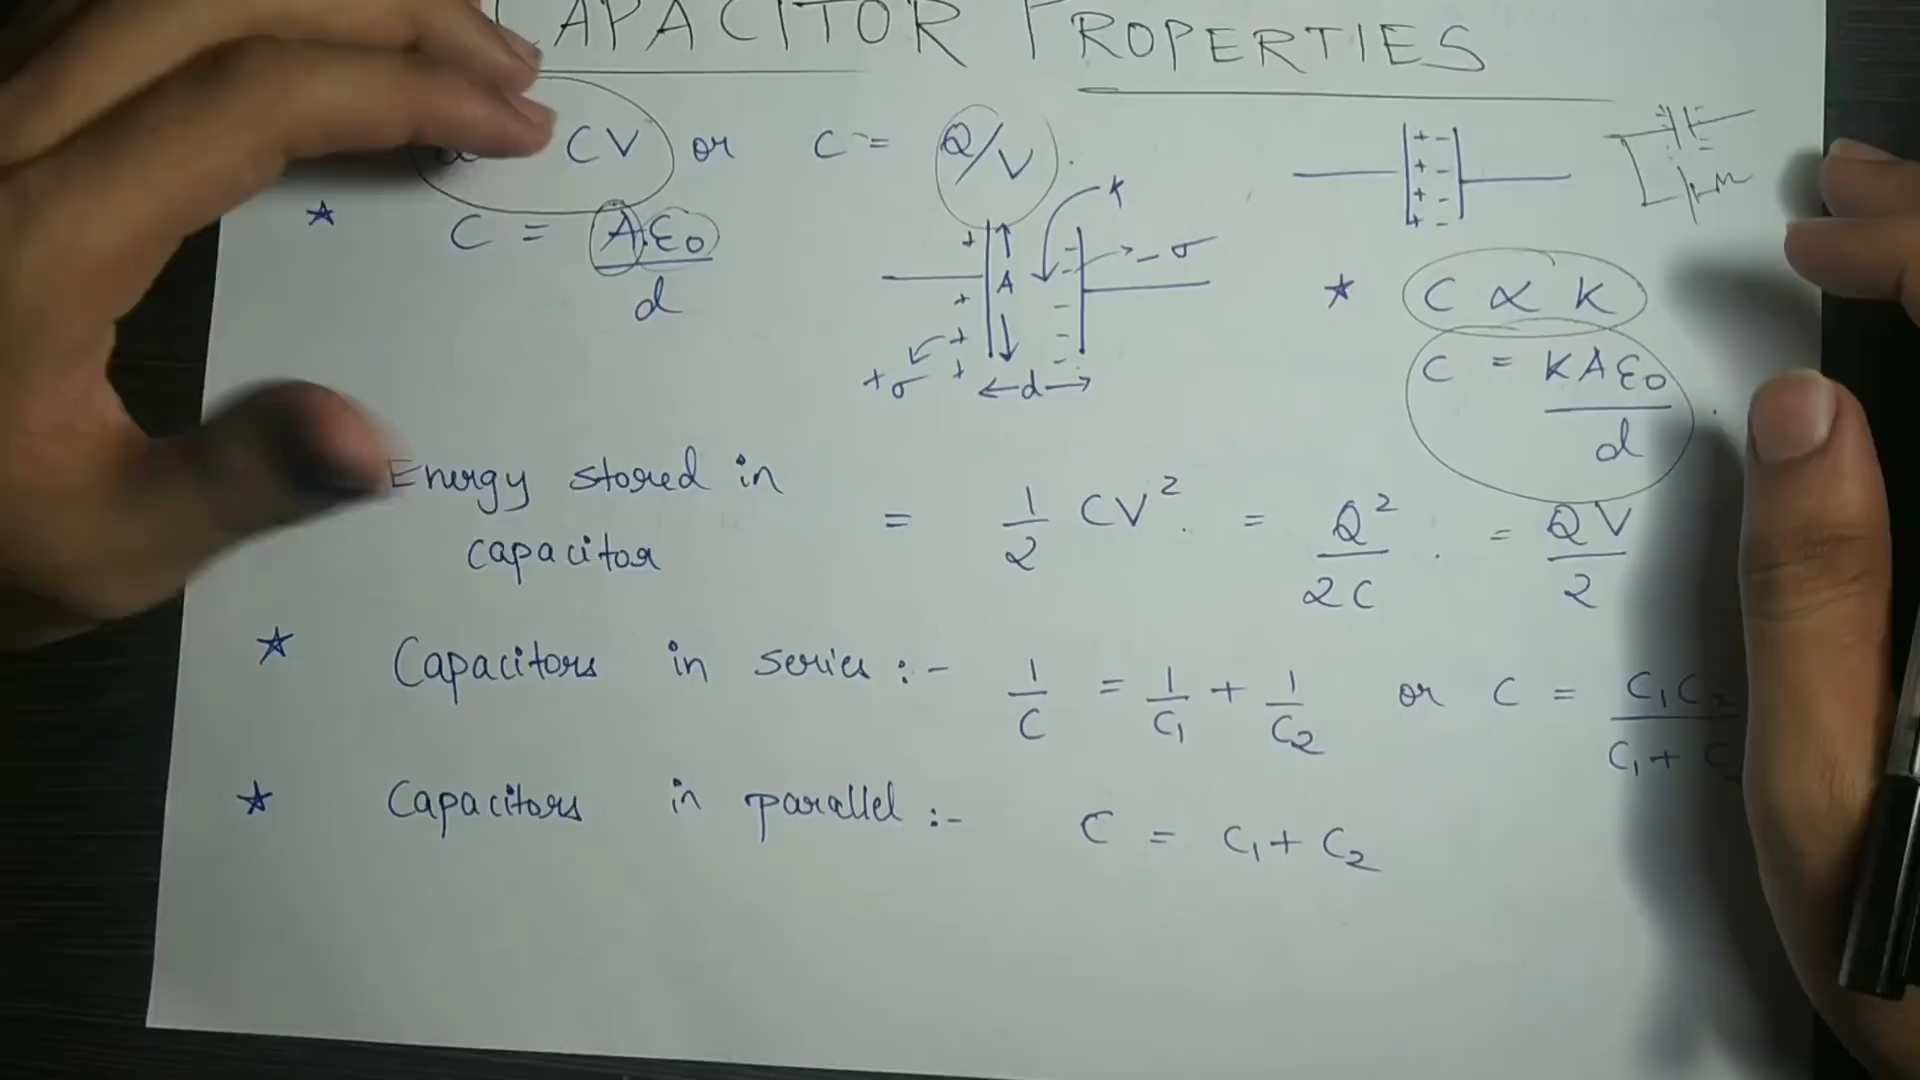 CAPACITOR PROPERTIES
CV or C = Q/V
C = Aε₀/d
K
+ + + +
A
- - - - -
-σ
+σ
d
+ - + - + - + -
C ∝ K
C = KAε₀/d
Energy stored in capacitor = 1/2 CV² = Q²/2C = QV/2
Capacitors in series :- 1/C = 1/C₁ + 1/C₂ or C = C₁C₂/C₁+C
Capacitors in parallel :- C = C₁ + C₂